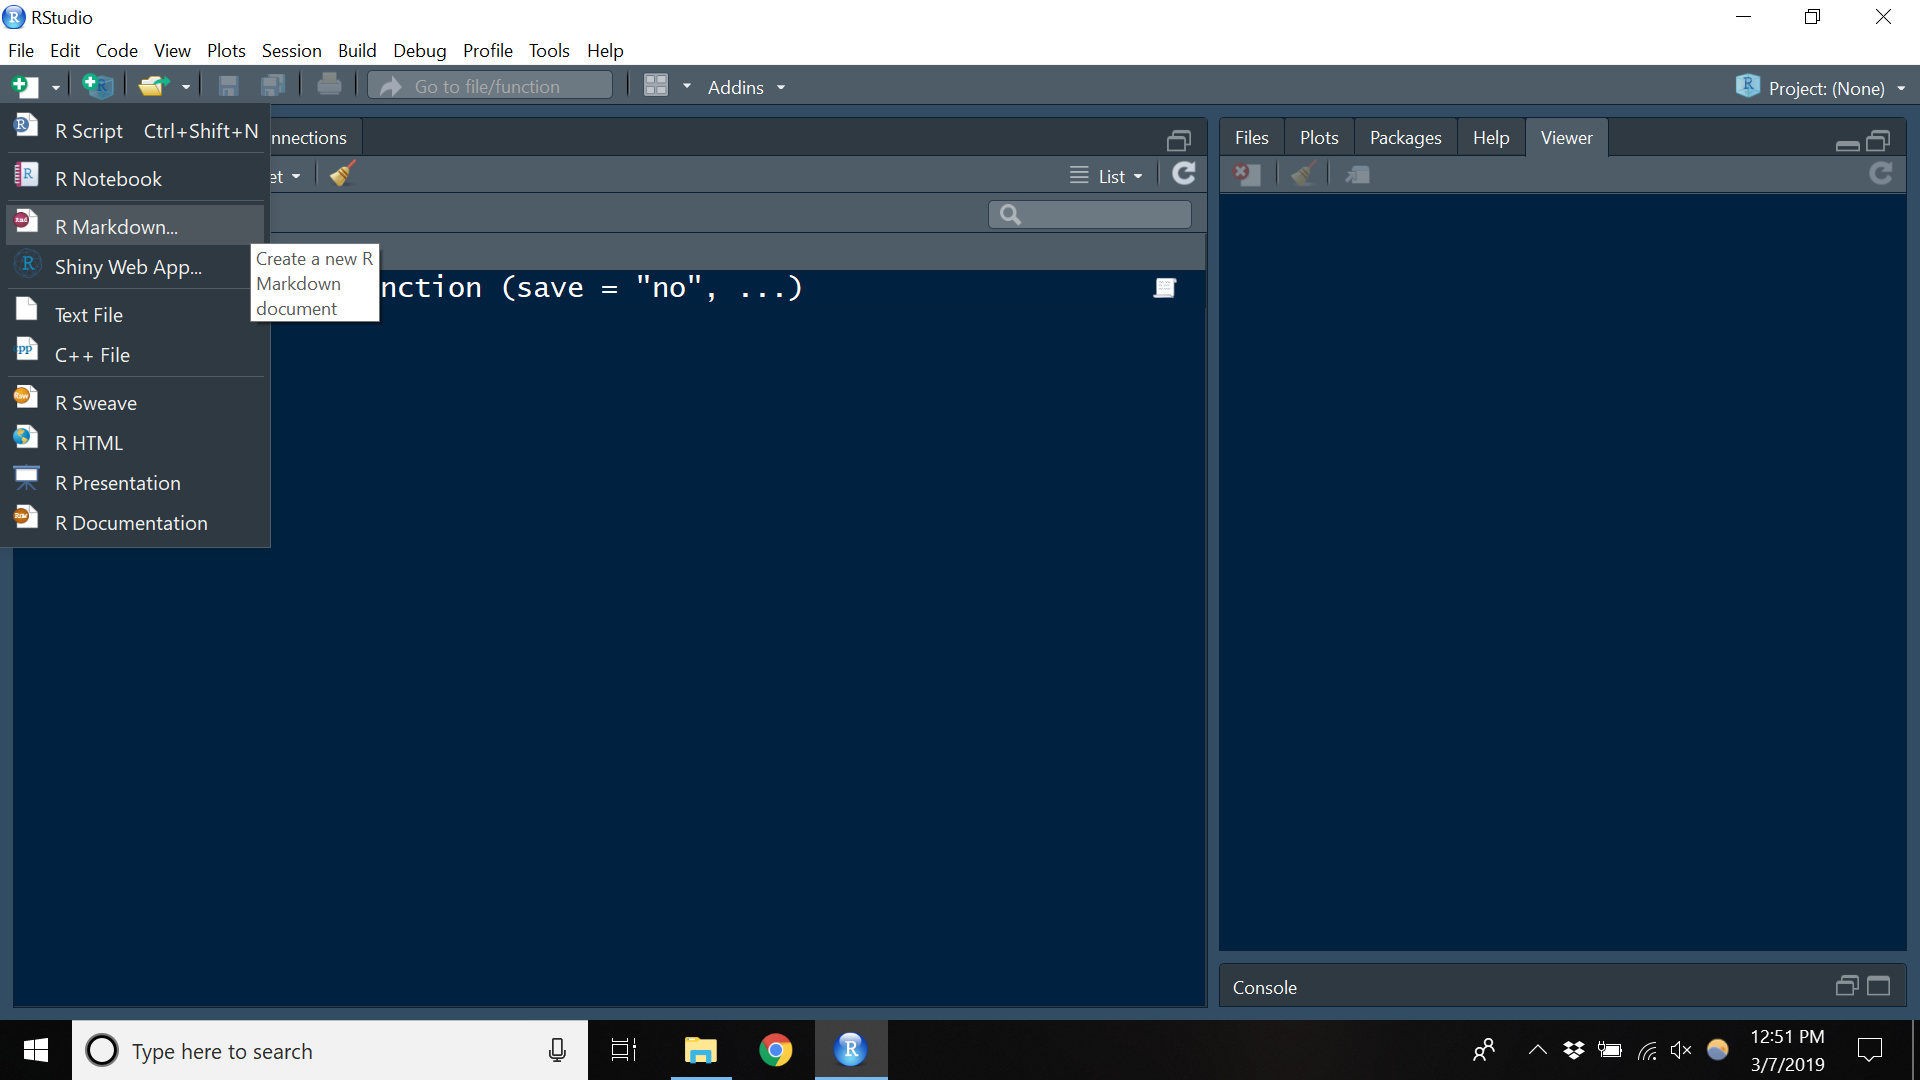 RStudio
File Edit Code View Plots Session Build Debug Profile Tools Help
Go to file/function Addins Project: (None)
R Script Ctrl+Shift+N
R Notebook
R Markdown...
Shiny Web App...
Text File
C++ File
R Sweave
R HTML
R Presentation
R Documentation
Create a new R
Markdown
document
nnections
et List
nction (save = "no", ...)
Files Plots Packages Help Viewer
Console
Type here to search
12:51 PM
3/7/2019